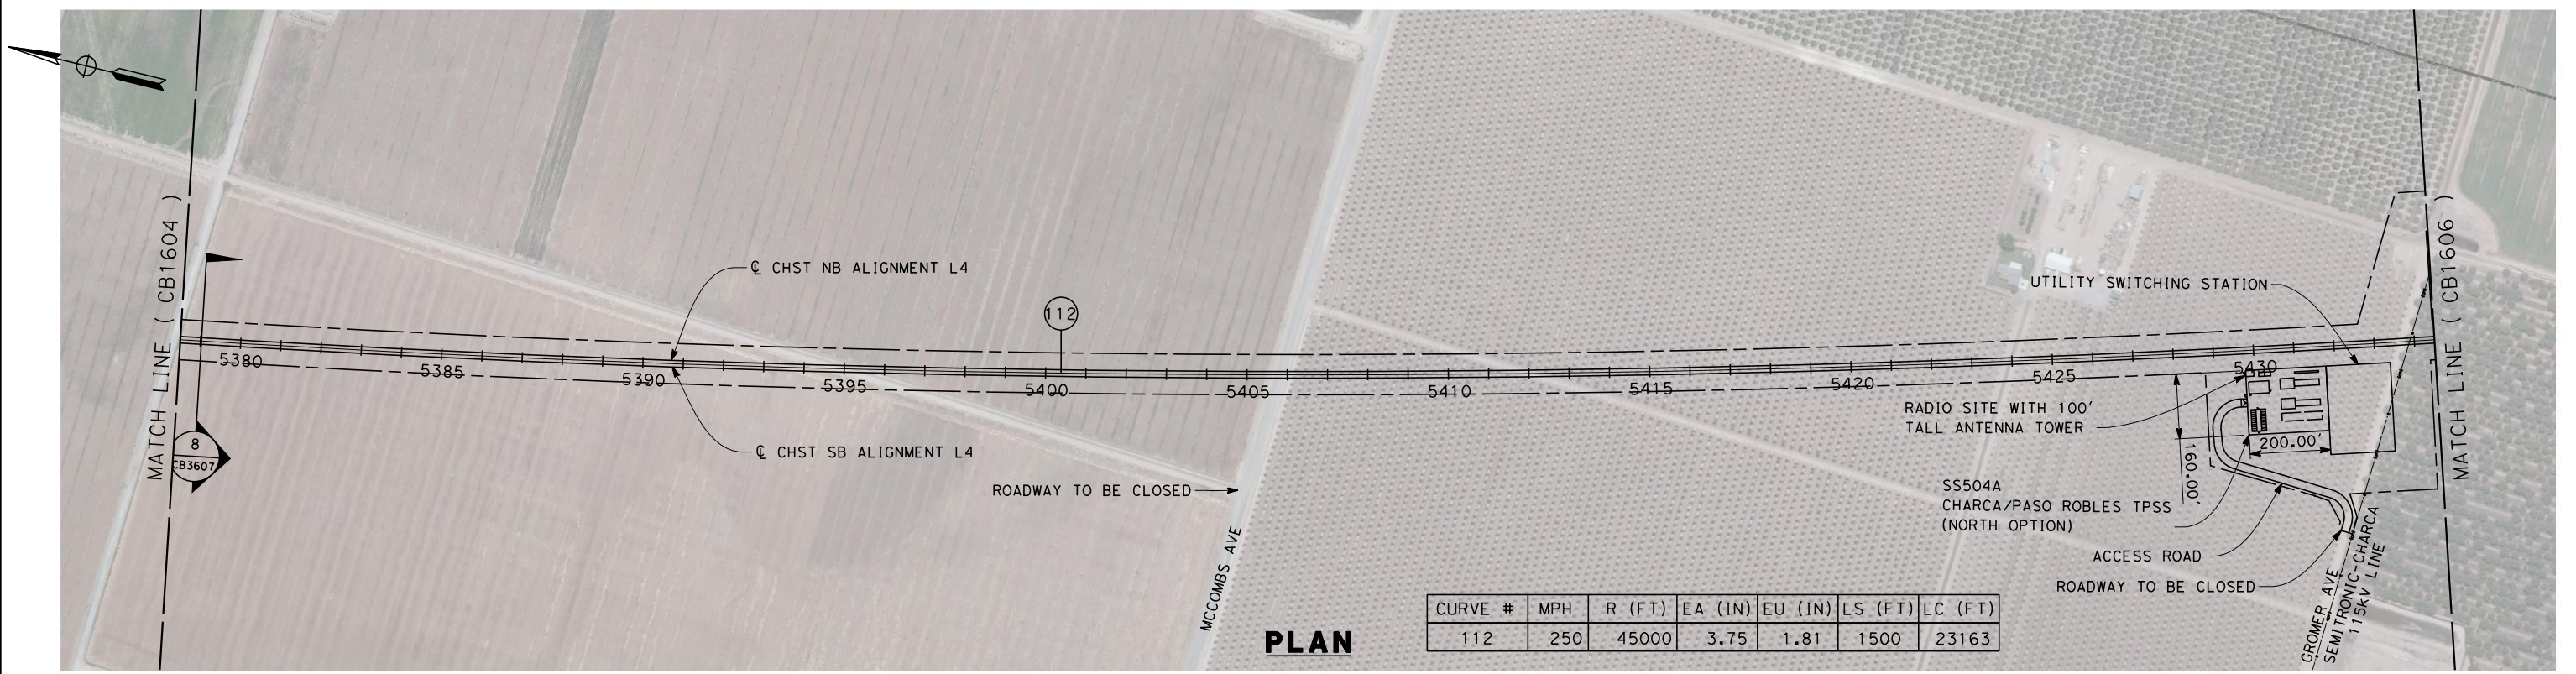 MATCH LINE ( CB1604 )
8
CB3607
℄ CHST NB ALIGNMENT L4
112
5380
5385
5390
5395
5400
5405
5410
5415
5420
5425
5430
℄ CHST SB ALIGNMENT L4
ROADWAY TO BE CLOSED
MCCOMBS AVE
UTILITY SWITCHING STATION
RADIO SITE WITH 100'
TALL ANTENNA TOWER
200.00'
160.00'
SS504A
CHARCA/PASO ROBLES TPSS
(NORTH OPTION)
ACCESS ROAD
ROADWAY TO BE CLOSED
GROMER AVE
SEMITRONIC-CHARCA
115kV LINE
MATCH LINE ( CB1606 )
PLAN
CURVE # MPH R (FT) EA (IN) EU (IN) LS (FT) LC (FT)
112 250 45000 3.75 1.81 1500 23163